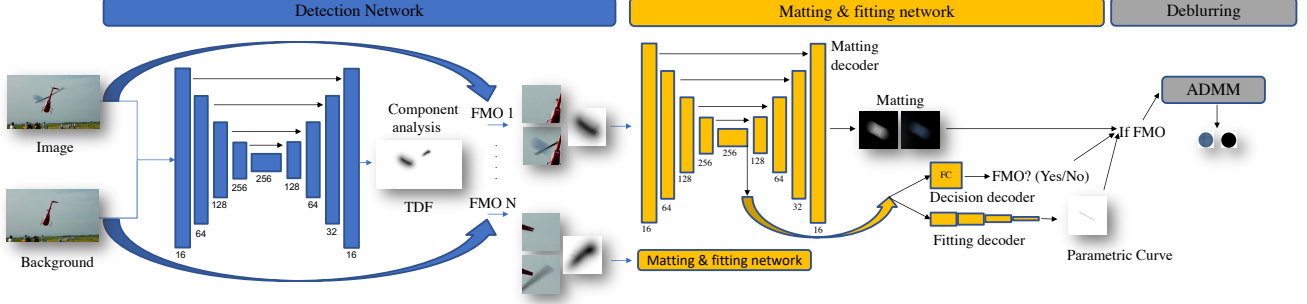 Detection Network
Matting & fitting network
Deblurring
Image
Background
16
64
128
256
256
128
64
32
16
Component
analysis
TDF
FMO 1
FMO N
16
64
128
256
256
128
64
32
16
Matting
decoder
Matting
FC
FMO? (Yes/No)
Decision decoder
Fitting decoder
Parametric Curve
If FMO
ADMM
Matting & fitting network